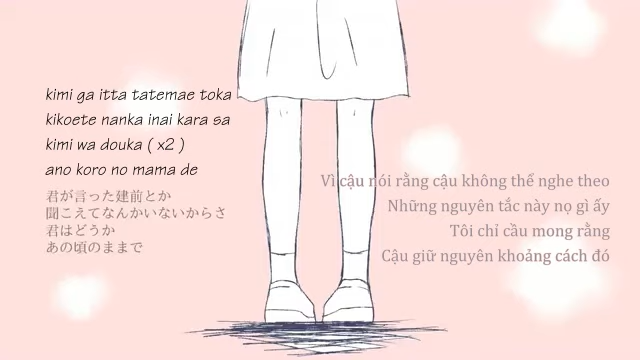 kimi ga itta tatemae toka
kikoete nanka inai kara sa
kimi wa douka ( x2 )
ano koro no mama de
君が言った建前とか
聞こえてなんかいないからさ
君はどうか
あの頃のままで
Vì cậu nói rằng cậu không thể nghe theo
Những nguyên tắc này nọ gì ấy
Tôi chỉ cầu mong rằng
Cậu giữ nguyên khoảng cách đó